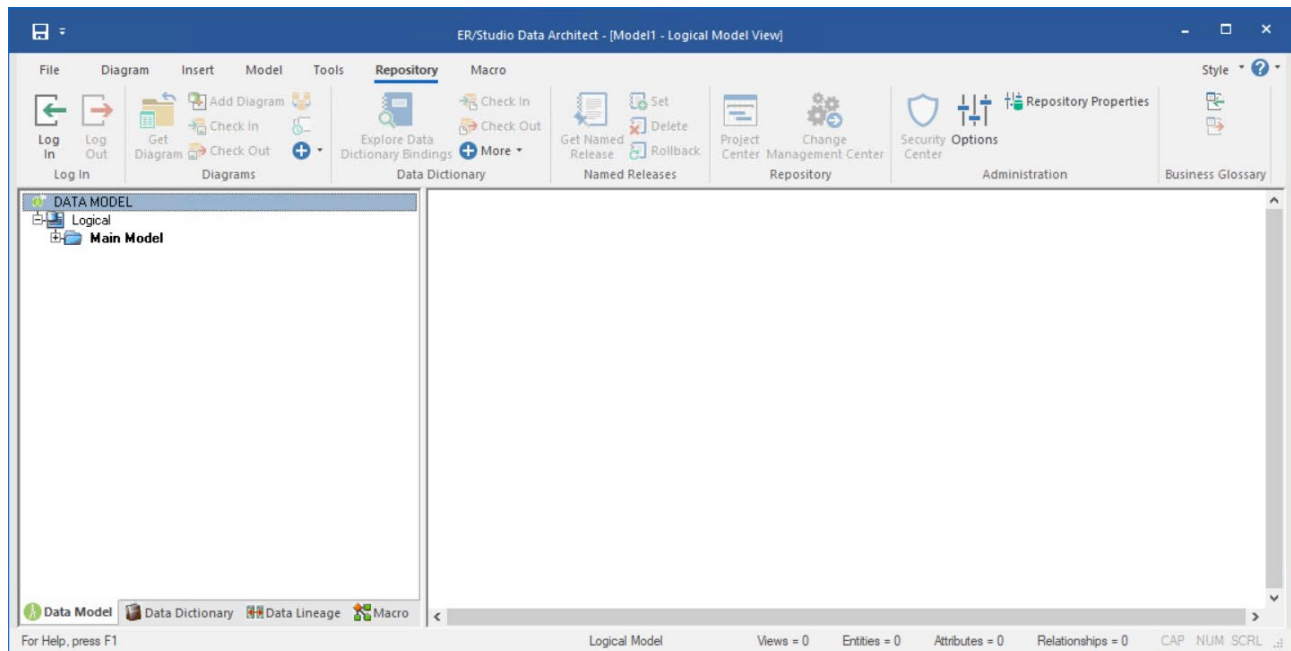 ER/Studio Data Architect - [Model1 - Logical Model View]
File Diagram Insert Model Tools Repository Macro Style
Log In
Log Out
Log In
Get Diagram
Add Diagram
Check In
Check Out
Diagrams
Explore Data Dictionary Bindings
Check In
Check Out
More
Data Dictionary
Get Named Release
Set
Delete
Rollback
Named Releases
Project Center
Change Management Center
Repository
Security Center
Options
Repository Properties
Administration
Business Glossary
DATA MODEL
Logical
Main Model
Data Model Data Dictionary Data Lineage Macro
For Help, press F1 Logical Model Views = 0 Entities = 0 Attributes = 0 Relationships = 0 CAP NUM SCRL